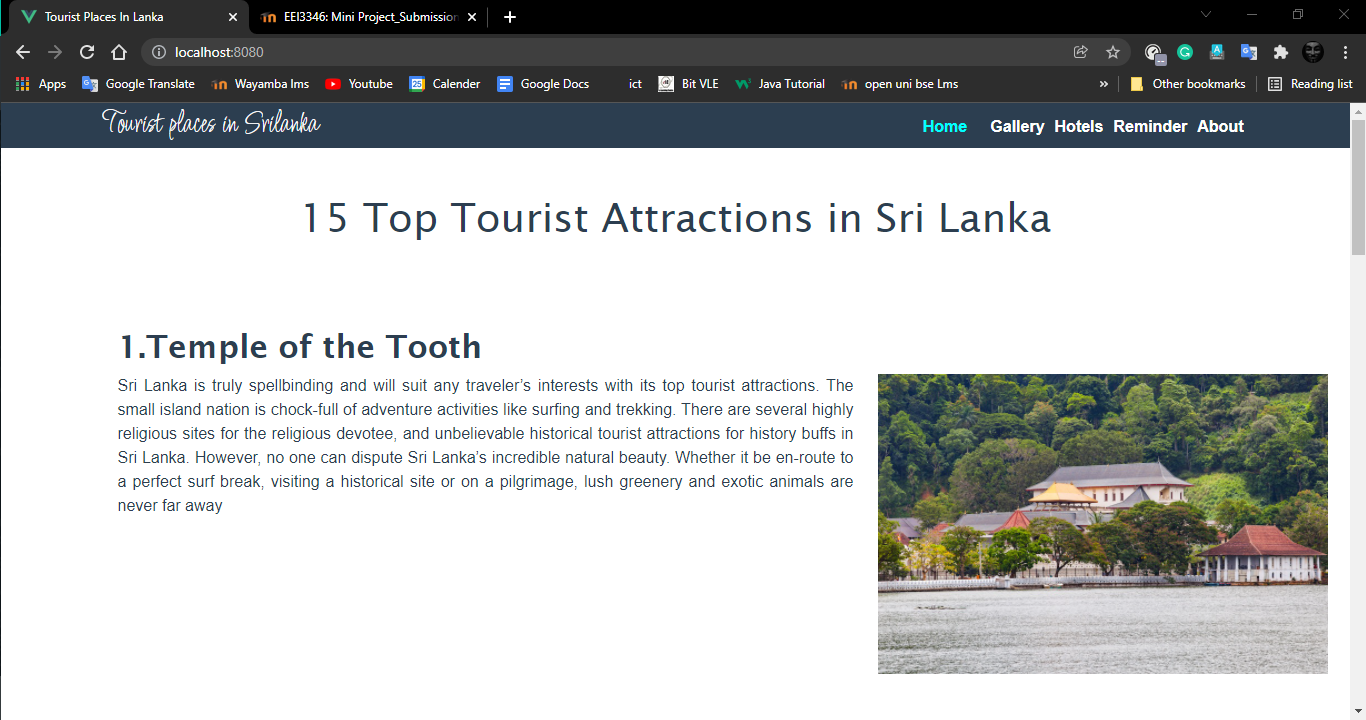 Tourist Places In Lanka
EEI3346: Mini Project_Submission
localhost:8080
Apps Google Translate Wayamba lms Youtube Calender Google Docs ict Bit VLE Java Tutorial open uni bse Lms » Other bookmarks Reading list
Tourist places in Srilanka
Home Gallery Hotels Reminder About
15 Top Tourist Attractions in Sri Lanka
1.Temple of the Tooth
Sri Lanka is truly spellbinding and will suit any traveler’s interests with its top tourist attractions. The
small island nation is chock-full of adventure activities like surfing and trekking. There are several highly
religious sites for the religious devotee, and unbelievable historical tourist attractions for history buffs in
Sri Lanka. However, no one can dispute Sri Lanka’s incredible natural beauty. Whether it be en-route to
a perfect surf break, visiting a historical site or on a pilgrimage, lush greenery and exotic animals are
never far away